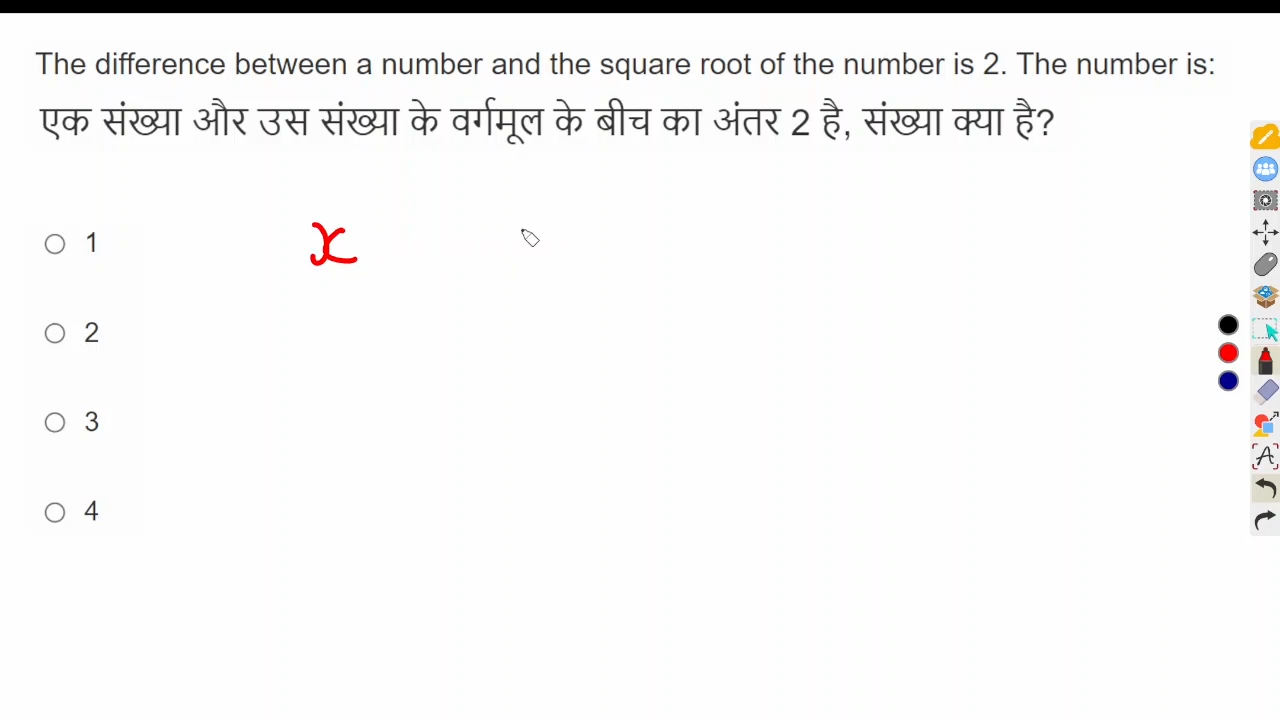 The difference between a number and the square root of the number is 2. The number is:
एक संख्या और उस संख्या के वर्गमूल के बीच का अंतर 2 है, संख्या क्या है?
1
x
2
3
4